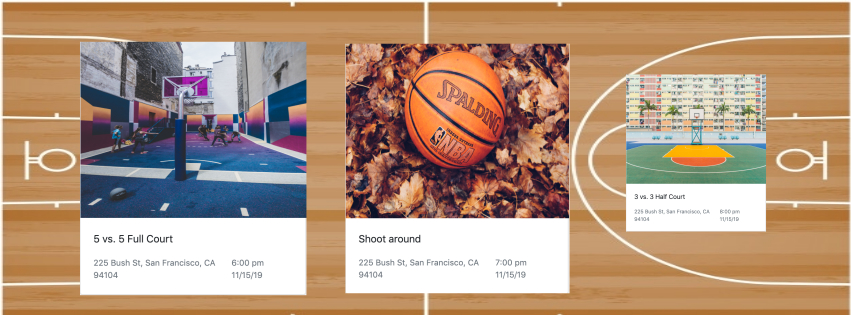 SPALDING
NBA
5 vs. 5 Full Court
225 Bush St, San Francisco, CA
94104
6:00 pm
11/15/19
Shoot around
225 Bush St, San Francisco, CA
94104
7:00 pm
11/15/19
3 vs. 3 Half Court
225 Bush St, San Francisco, CA
94104
8:00 pm
11/15/19